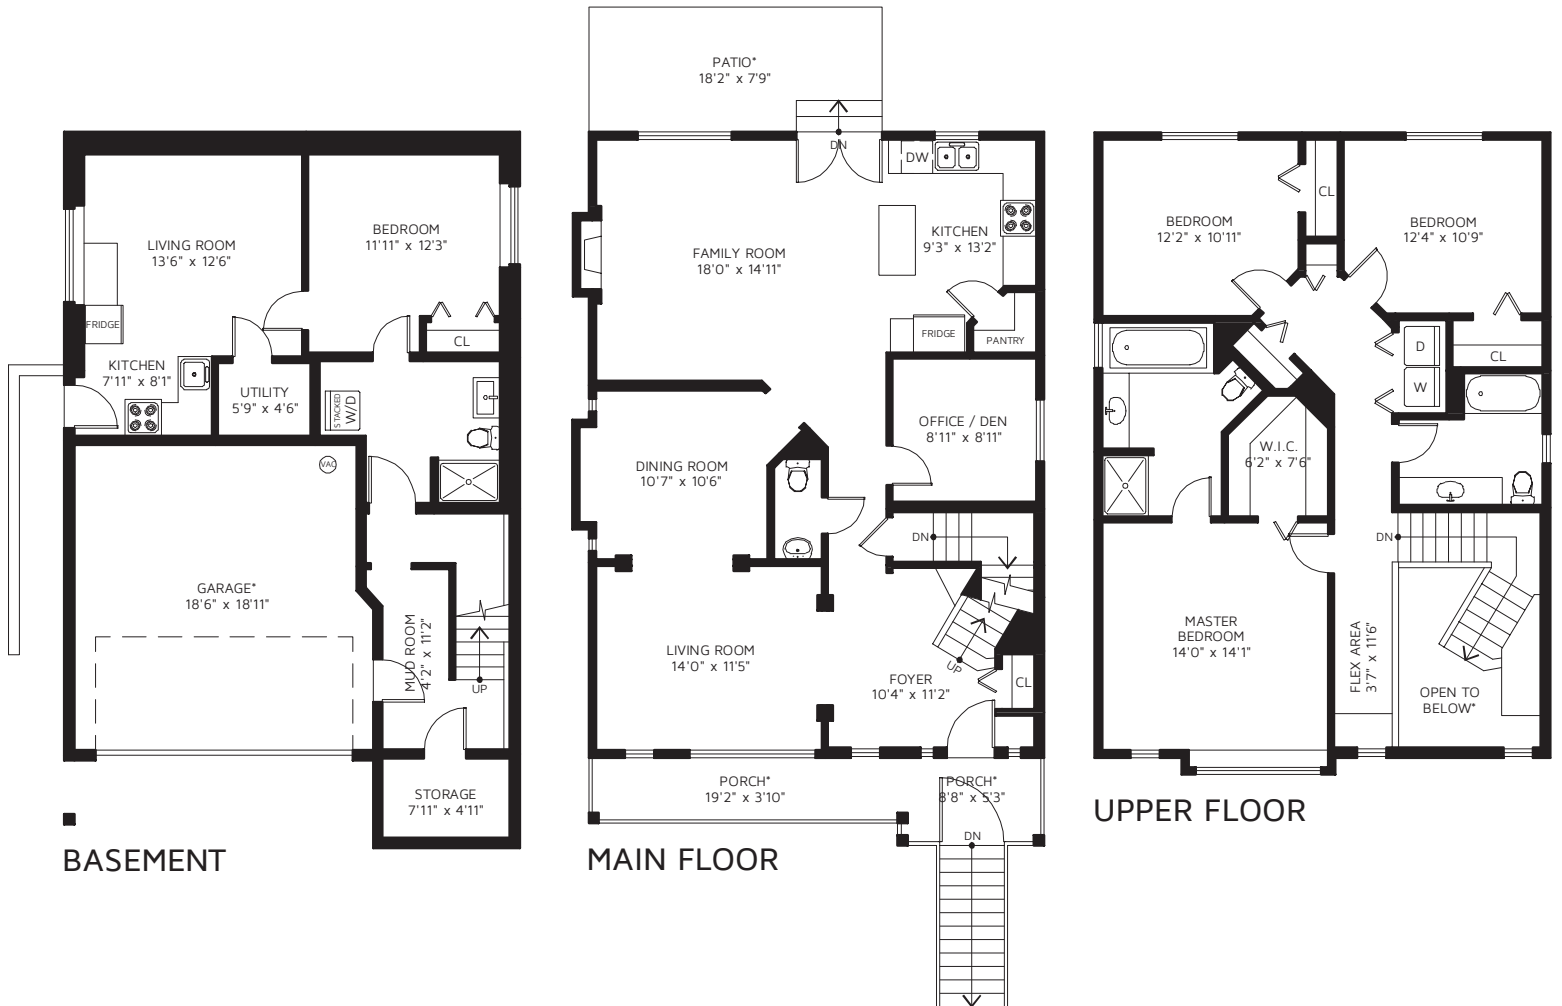 LIVING ROOM
13'6" x 12'6"
BEDROOM
11'11" x 12'3"
FRIDGE
CL
KITCHEN
7'11" x 8'1"
UTILITY
5'9" x 4'6"
STACKED
W/D
VAC
GARAGE*
18'6" x 18'11"
MUD ROOM
4'2" x 11'2"
UP
STORAGE
7'11" x 4'11"
BASEMENT
PATIO*
18'2" x 7'9"
DN
DW
FAMILY ROOM
18'0" x 14'11"
KITCHEN
9'3" x 13'2"
FRIDGE
PANTRY
OFFICE / DEN
8'11" x 8'11"
DINING ROOM
10'7" x 10'6"
DN
LIVING ROOM
14'0" x 11'5"
UP
FOYER
10'4" x 11'2"
CL
PORCH*
19'2" x 3'10"
PORCH*
8'8" x 5'3"
DN
MAIN FLOOR
BEDROOM
12'2" x 10'11"
CL
BEDROOM
12'4" x 10'9"
D
W
CL
W.I.C.
6'2" x 7'6"
DN
MASTER
BEDROOM
14'0" x 14'1"
FLEX AREA
3'7" x 11'6"
OPEN TO
BELOW*
UPPER FLOOR